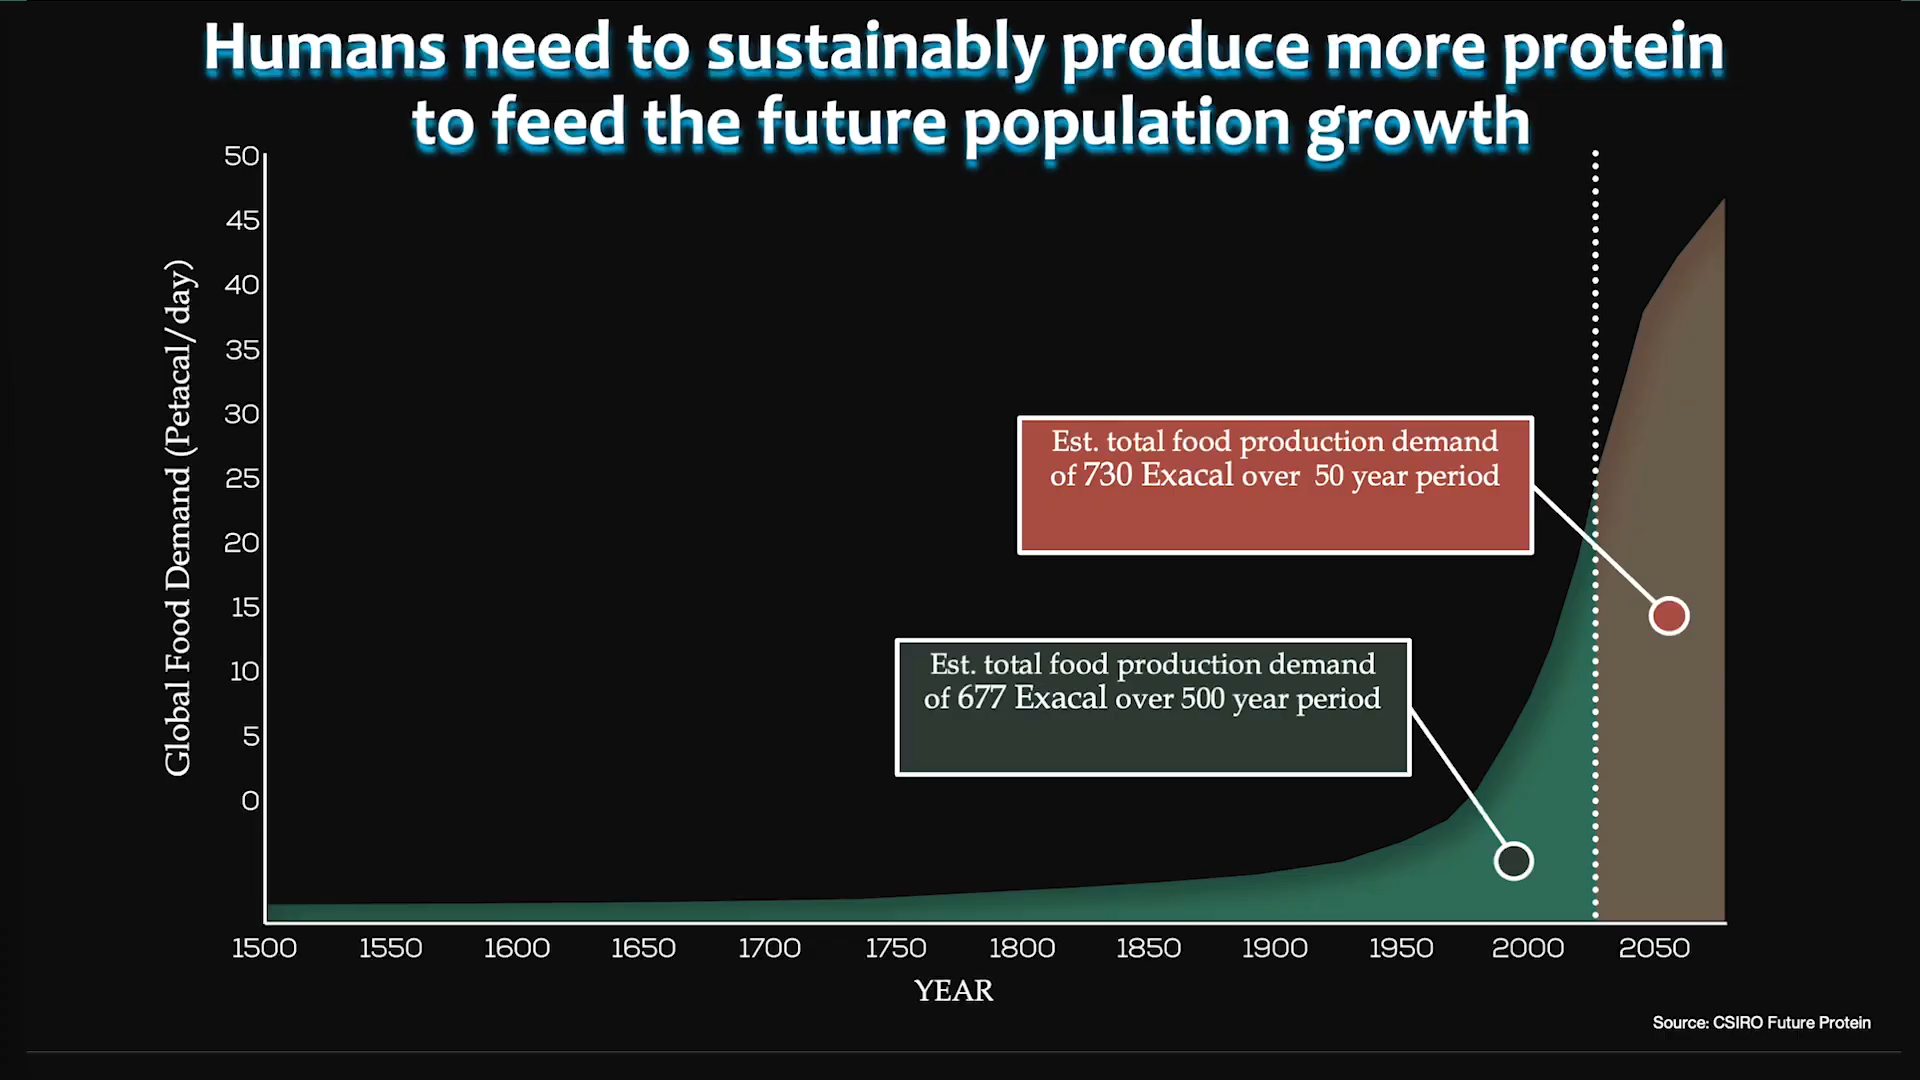 Humans need to sustainably produce more protein
to feed the future population growth
50
45
40
35
30
25
20
15
10
5
0
Global Food Demand (Petacal/day)
Est. total food production demand
of 730 Exacal over 50 year period
Est. total food production demand
of 677 Exacal over 500 year period
1500 1550 1600 1650 1700 1750 1800 1850 1900 1950 2000 2050
YEAR
Source: CSIRO Future Protein